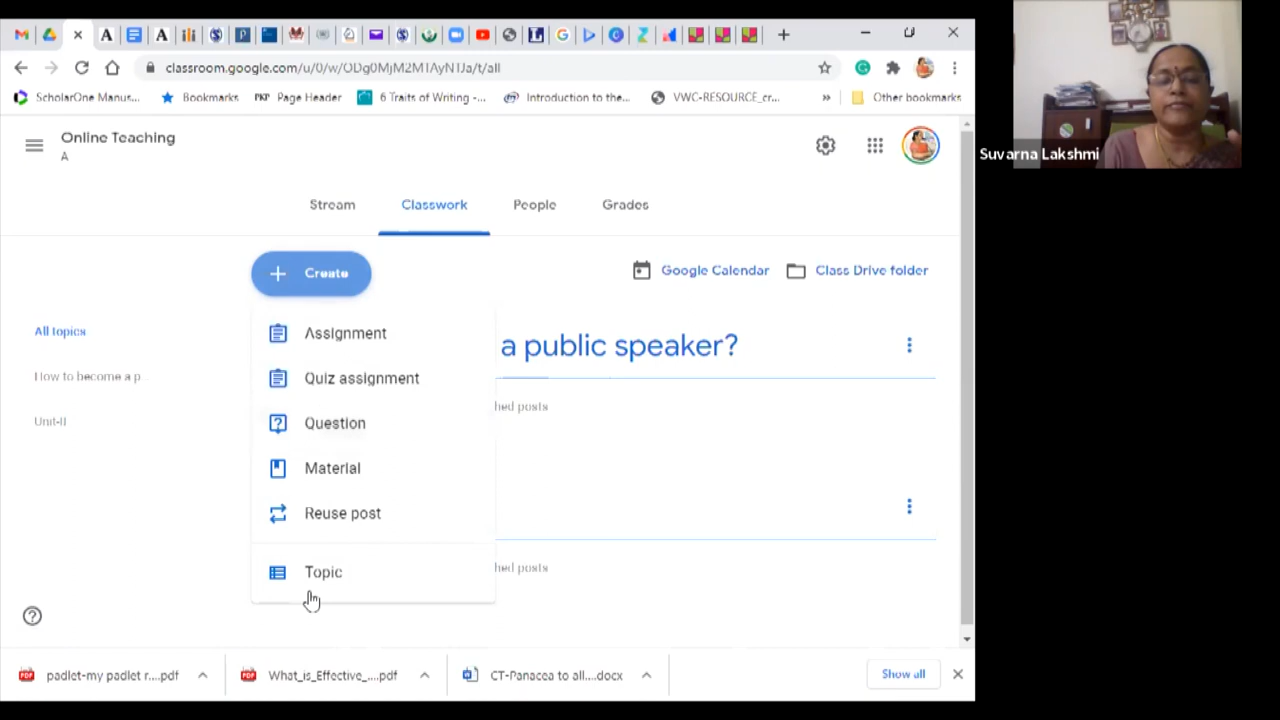 classroom.google.com/u/0/w/ODg0MjM2MTAyNTJa/t/all
ScholarOne Manus... Bookmarks PKP Page Header 6 Traits of Writing -... Introduction to the... VWC-RESOURCE_cr... » Other bookmarks
Online Teaching
A
Stream Classwork People Grades
Create
Google Calendar Class Drive folder
All topics
How to become a p...
Unit-II
Assignment
Quiz assignment
Question
Material
Reuse post
Topic
a public speaker?
hed posts
hed posts
padlet-my padlet r....pdf What_is_Effective_....pdf CT-Panacea to all....docx Show all
Suvarna Lakshmi